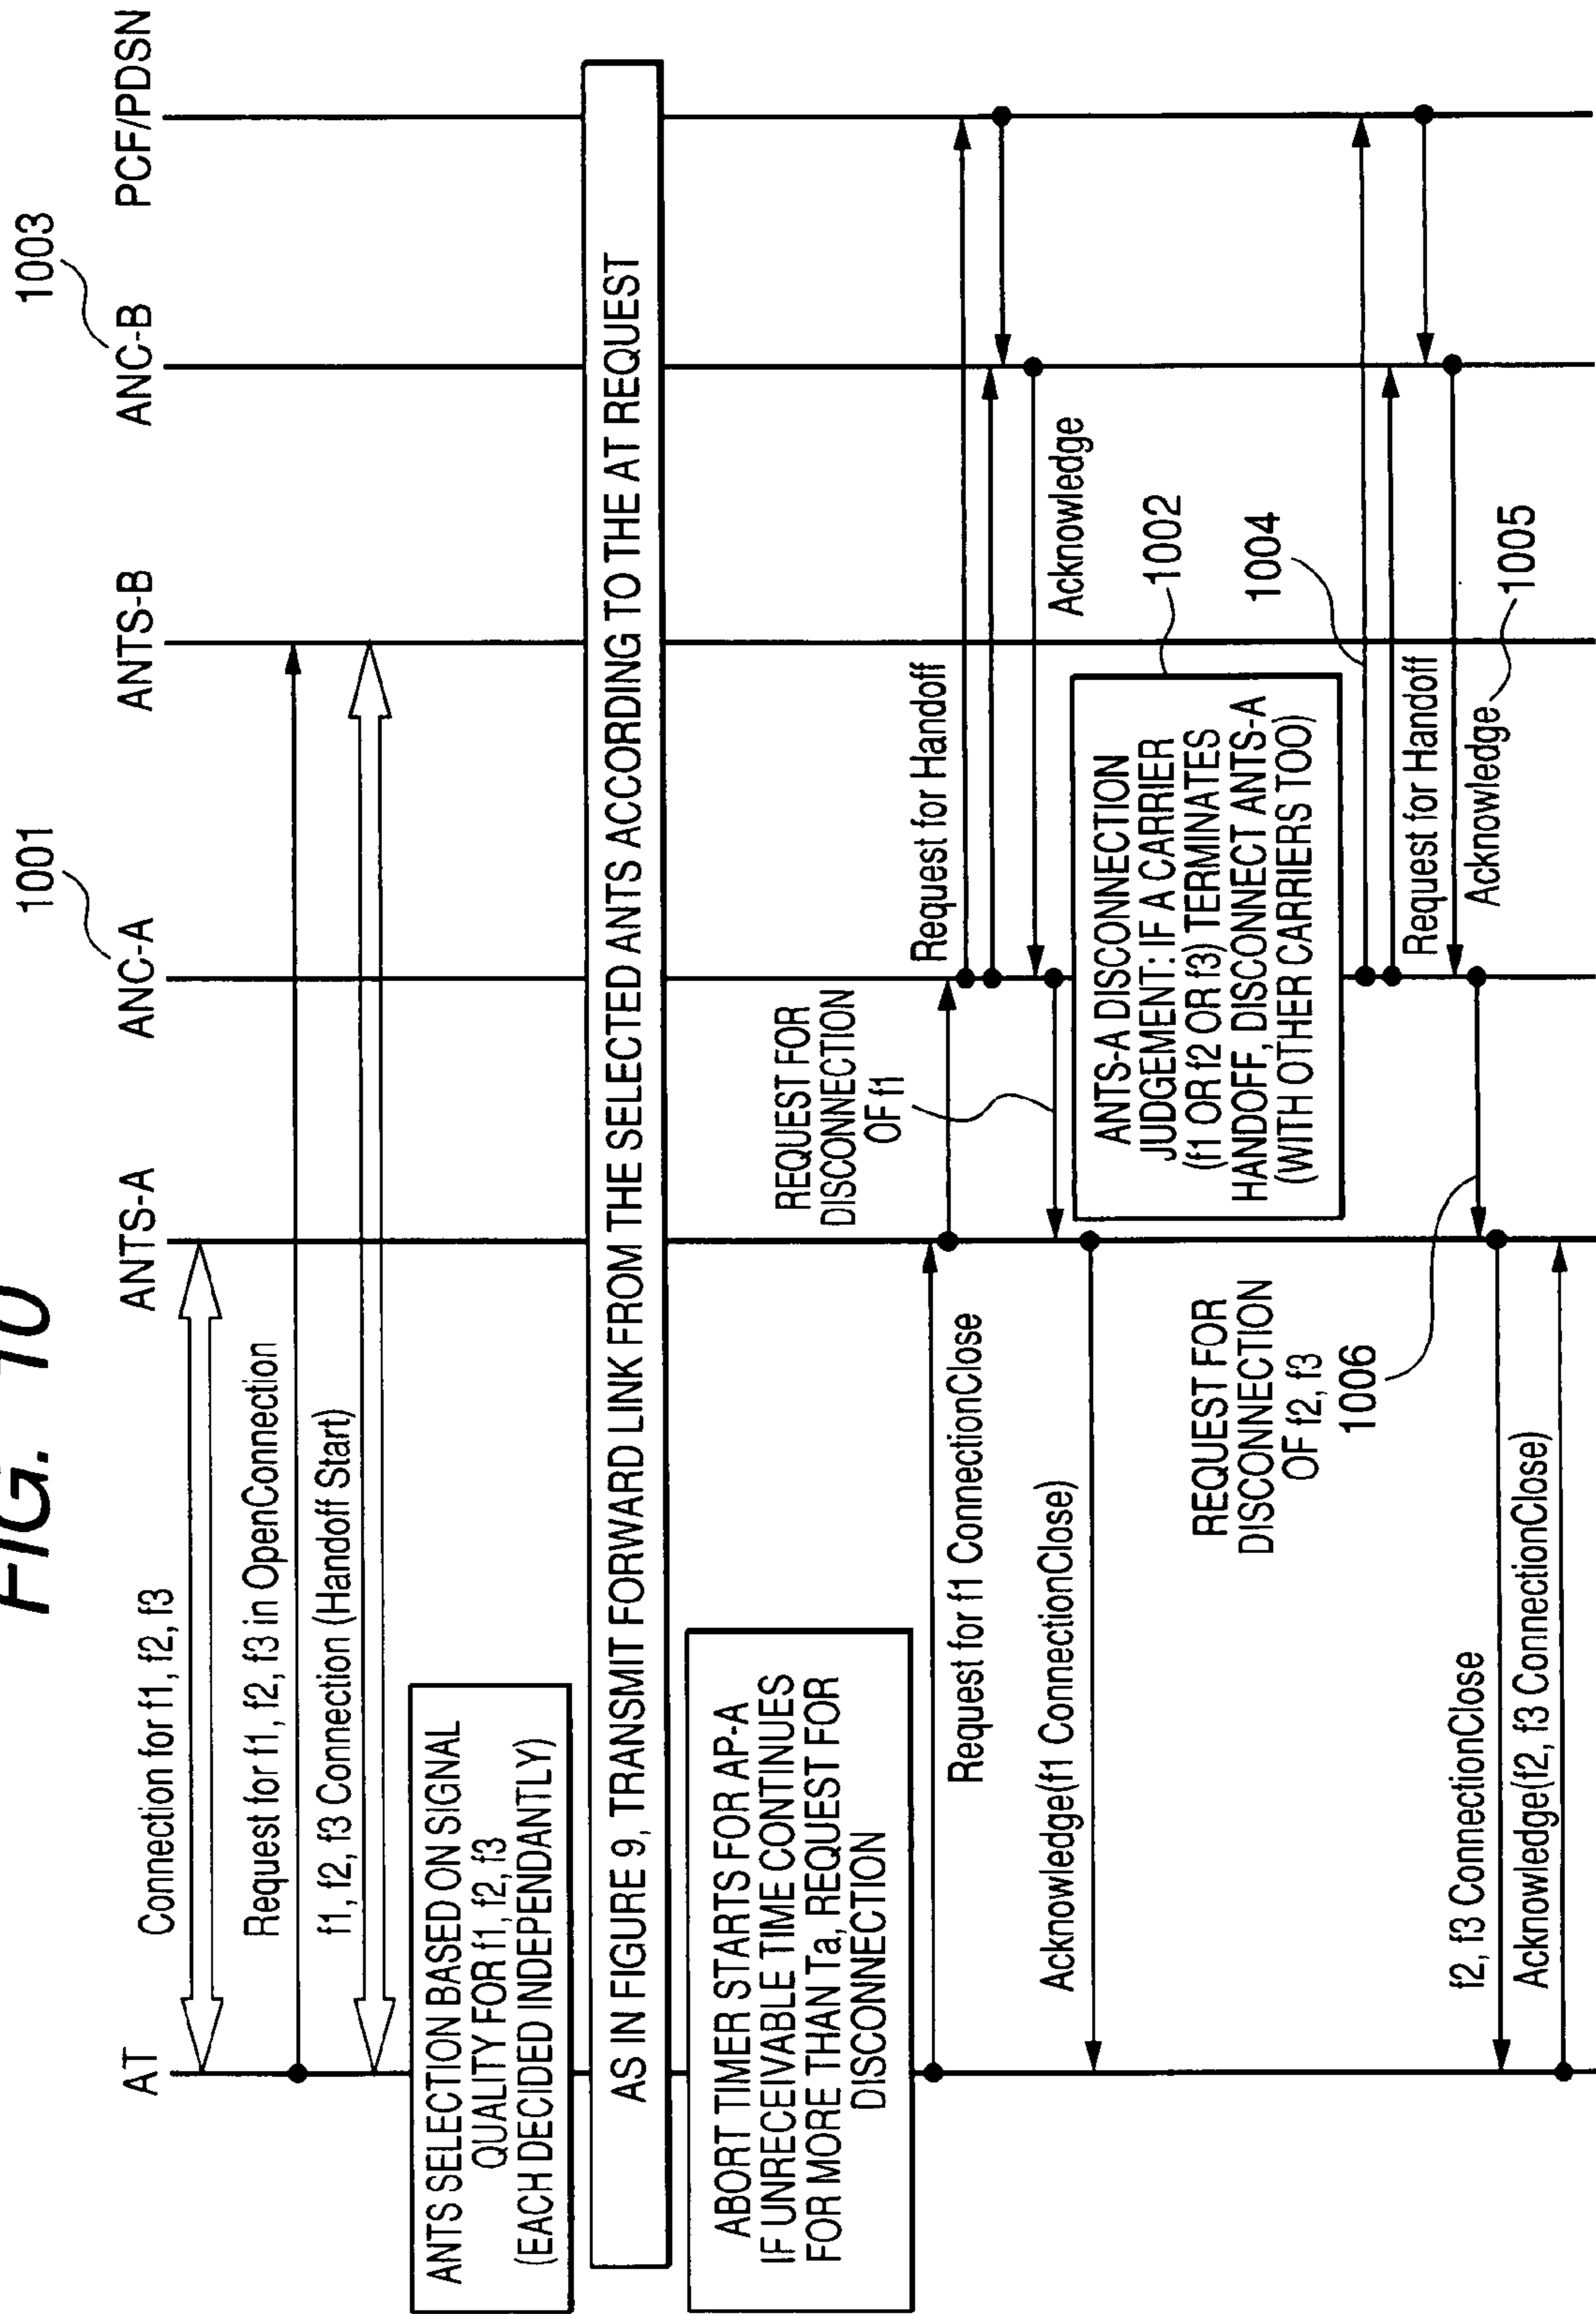 FIG. 10
1001
1003
AT
ANTS-A
ANC-A
ANTS-B
ANC-B
PCF/PDSN
Connection for f1, f2, f3
Request for f1, f2, f3 in OpenConnection
f1, f2, f3 Connection (Handoff Start)
ANTS SELECTION BASED ON SIGNAL
QUALITY FOR f1, f2, f3
(EACH DECIDED INDEPENDANTLY)
AS IN FIGURE 9, TRANSMIT FORWARD LINK FROM THE SELECTED ANTS ACCORDING TO THE AT REQUEST
ABORT TIMER STARTS FOR AP-A
IF UNRECEIVABLE TIME CONTINUES
FOR MORE THAN Ta, REQUEST FOR
DISCONNECTION
Request for f1 ConnectionClose
REQUEST FOR
DISCONNECTION
OF f1
Request for Handoff
Acknowledge
Acknowledge(f1 ConnectionClose)
ANTS-A DISCONNECTION
JUDGEMENT: IF A CARRIER
(f1 OR f2 OR f3) TERMINATES
HANDOFF, DISCONNECT ANTS-A
(WITH OTHER CARRIERS TOO)
1002
1004
REQUEST FOR
DISCONNECTION
OF f2, f3
1006
Request for Handoff
Acknowledge
1005
f2, f3 ConnectionClose
Acknowledge(f2, f3 ConnectionClose)